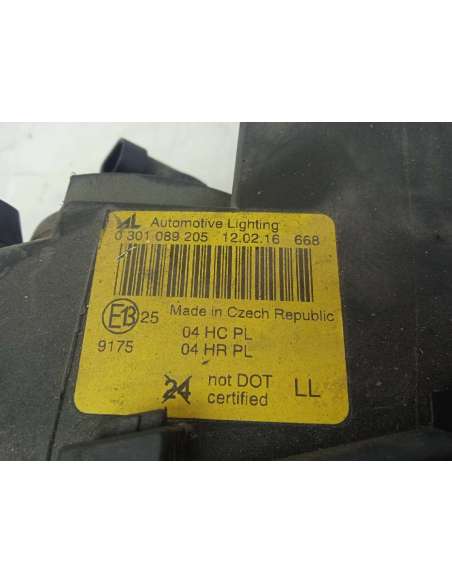 AL Automotive Lighting
0 301 089 205 12.02.16 668
Made in Czech Republic
E13 25
04 HC PL
9175 04 HR PL
24 not DOT LL
certified